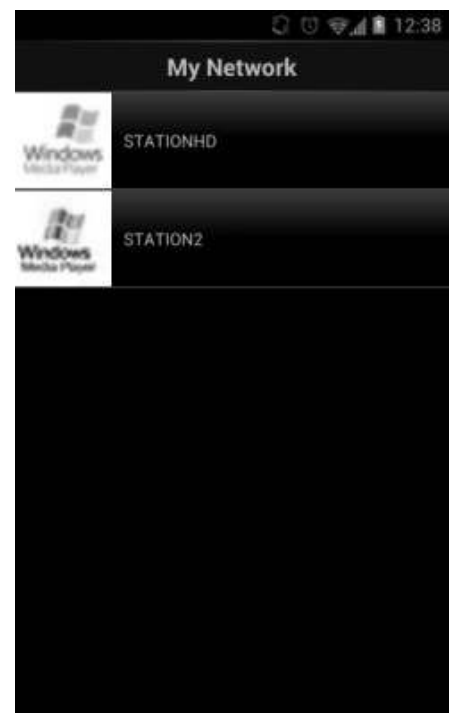 12:38
My Network
Windows
Media Player
STATIONHD
Windows
Media Player
STATION2